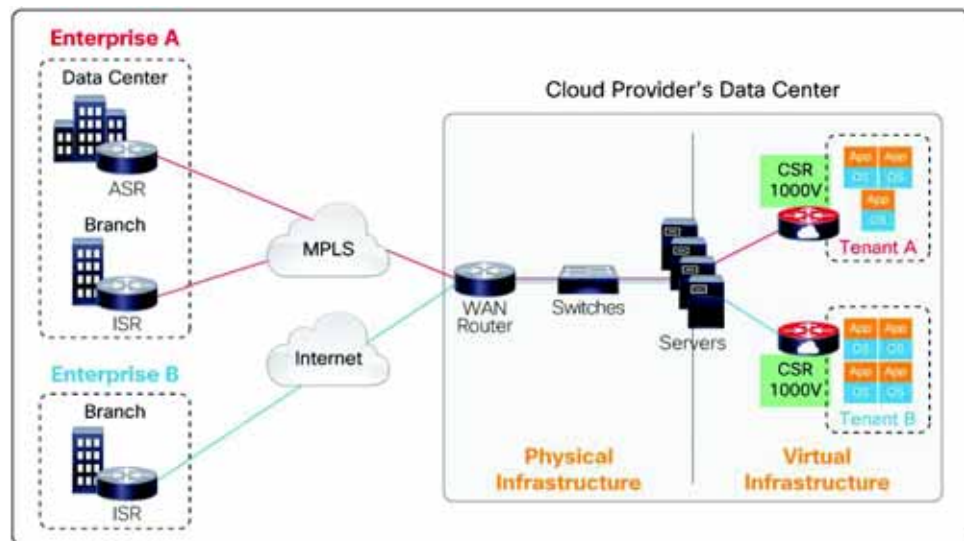 Enterprise A
Data Center
ASR
Branch
ISR
MPLS
Enterprise B
Branch
ISR
Internet
Cloud Provider's Data Center
WAN
Router
Switches
Servers
CSR
1000V
App App
OS OS
App
OS
Tenant A
CSR
1000V
App App
OS OS
App App
OS OS
Tenant B
Physical
Infrastructure
Virtual
Infrastructure